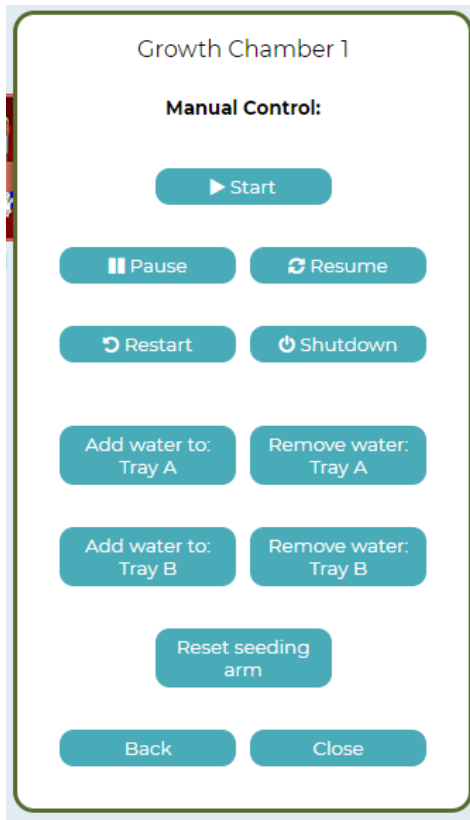 Growth Chamber 1
Manual Control:
Start
Pause
Resume
Restart
Shutdown
Add water to:
Tray A
Remove water:
Tray A
Add water to:
Tray B
Remove water:
Tray B
Reset seeding
arm
Back
Close